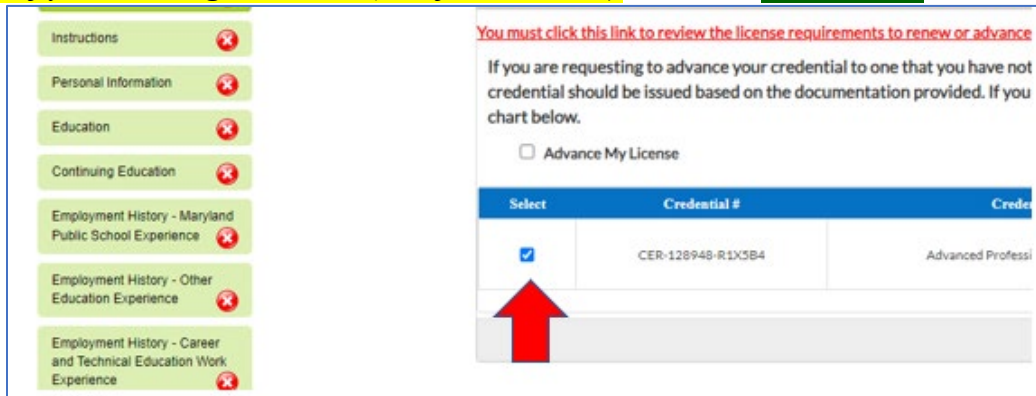 Instructions
Personal Information
Education
Continuing Education
Employment History - Maryland
Public School Experience
Employment History - Other
Education Experience
Employment History - Career
and Technical Education Work
Experience
You must click this link to review the license requirements to renew or advance
If you are requesting to advance your credential to one that you have not
credential should be issued based on the documentation provided. If you
chart below.
Advance My License
Select Credential #
CER-128948-R1X5B4 Advanced